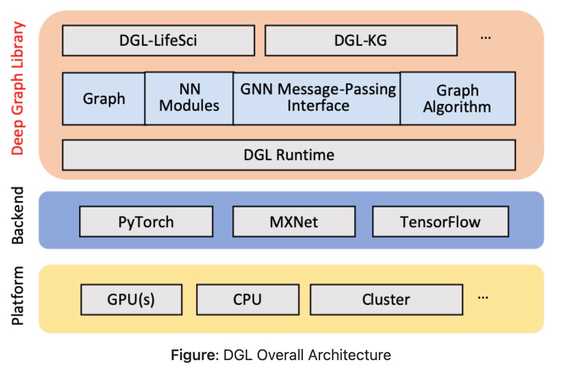 Deep Graph Library
DGL-LifeSci
DGL-KG
...
Graph
NN
Modules
GNN Message-Passing
Interface
Graph
Algorithm
DGL Runtime
Backend
PyTorch
MXNet
TensorFlow
Platform
GPU(s)
CPU
Cluster
...
Figure: DGL Overall Architecture